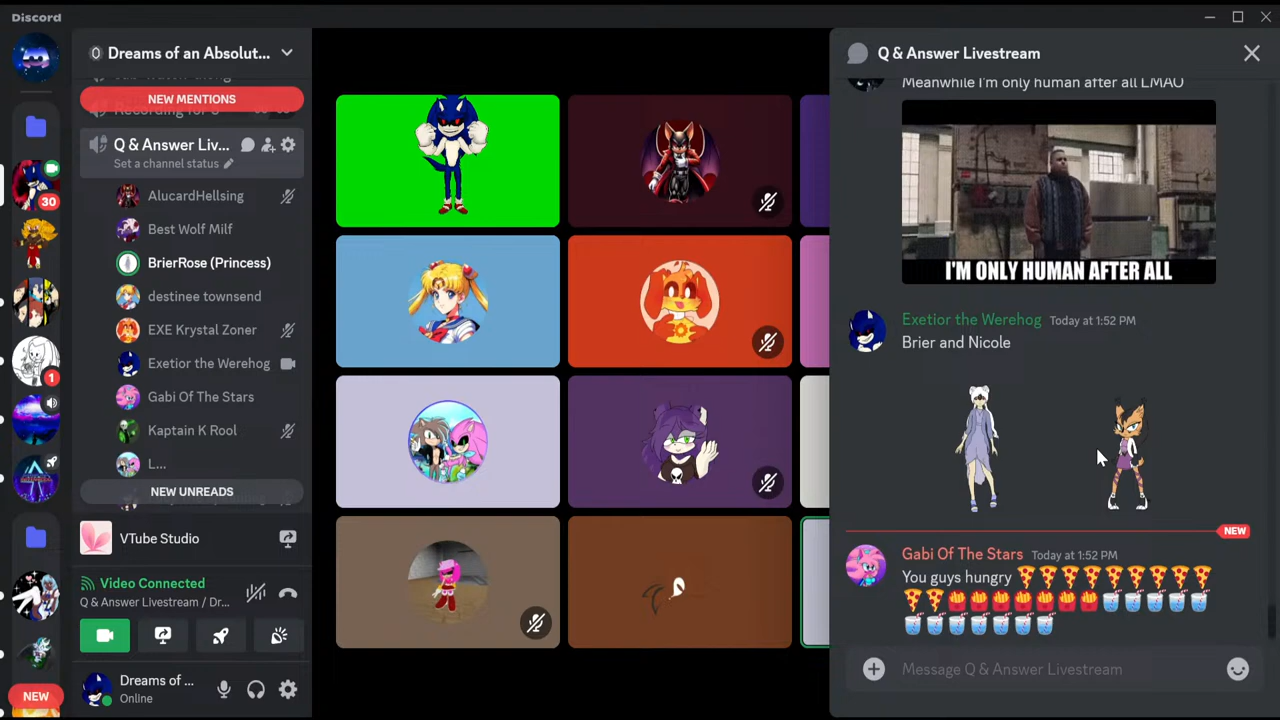 Discord
Dreams of an Absolut...
NEW MENTIONS
Recording for
Q & Answer Liv...
Set a channel status
AlucardHellsing
Best Wolf Milf
BrierRose (Princess)
destinee townsend
EXE Krystal Zoner
Exetior the Werehog
Gabi Of The Stars
Kaptain K Rool
L...
NEW UNREADS
VTube Studio
Video Connected
Q & Answer Livestream / Dr...
Dreams of ...
Online
30
1
NEW
Q & Answer Livestream
Meanwhile I'm only human after all LMAO
I'M ONLY HUMAN AFTER ALL
Exetior the Werehog Today at 1:52 PM
Brier and Nicole
NEW
Gabi Of The Stars Today at 1:52 PM
You guys hungry 🍕🍕🍕🍕🍕🍕🍕🍕🍕
🍕🍕🍟🍟🍟🍟🍟🍟🍟🥤🥤🥤🥤🥤
🥤🥤🥤🥤🥤🥤🥤
Message Q & Answer Livestream